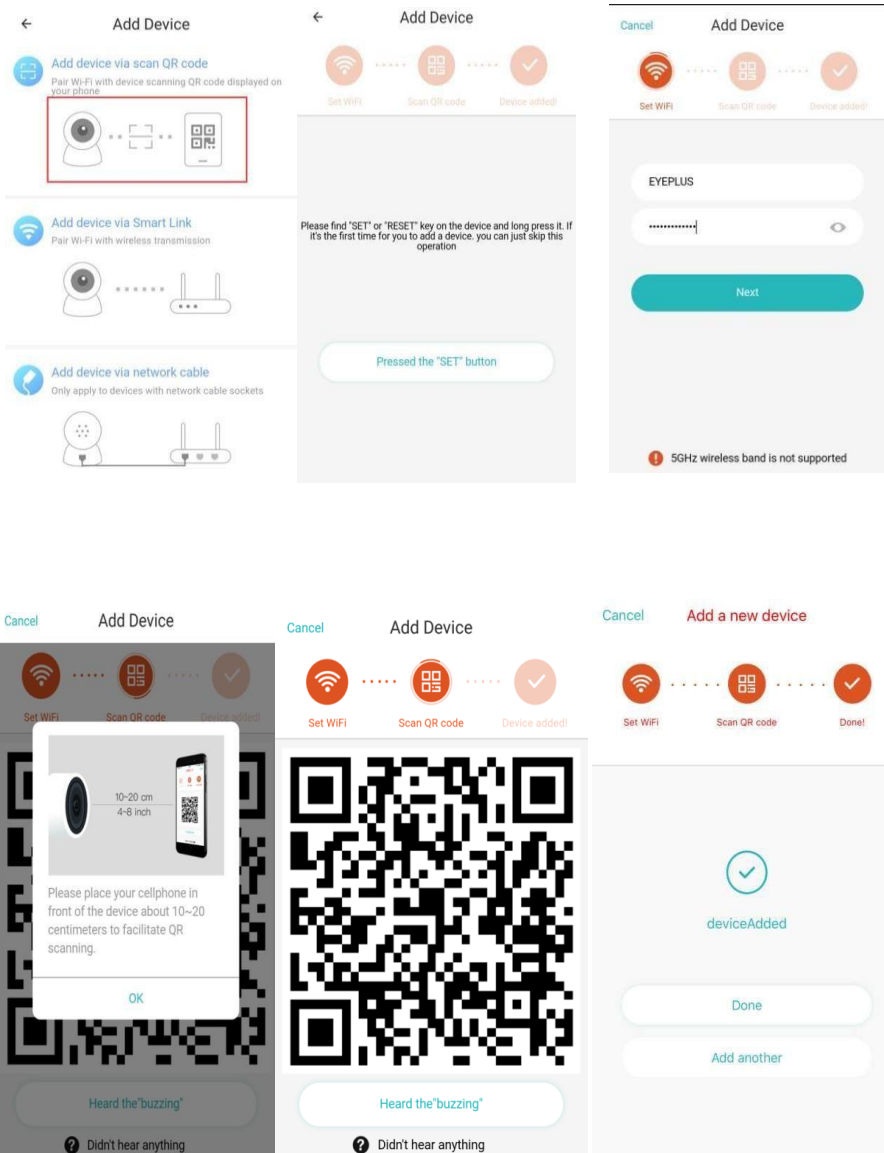 Add Device
Add device via scan QR code
Pair Wi-Fi with device scanning QR code displayed on
your phone
Add device via Smart Link
Pair Wi-Fi with wireless transmission
Add device via network cable
Only apply to devices with network cable sockets
Add Device
Set WiFi
Scan QR code
Device added!
Please find "SET" or "RESET" key on the device and long press it. If
it's the first time for you to add a device. you can just skip this
operation
Pressed the "SET" button
Cancel
Add Device
Set WiFi
Scan QR code
Device added!
EYEPLUS
Next
5GHz wireless band is not supported
Cancel
Add Device
Set WiFi
Scan QR code
Device added!
10~20 cm
4~8 inch
Please place your cellphone in
front of the device about 10~20
centimeters to facilitate QR
scanning.
OK
Heard the"buzzing"
Didn't hear anything
Cancel
Add Device
Set WiFi
Scan QR code
Device added!
Heard the"buzzing"
Didn't hear anything
Cancel
Add a new device
Set WiFi
Scan QR code
Done!
deviceAdded
Done
Add another